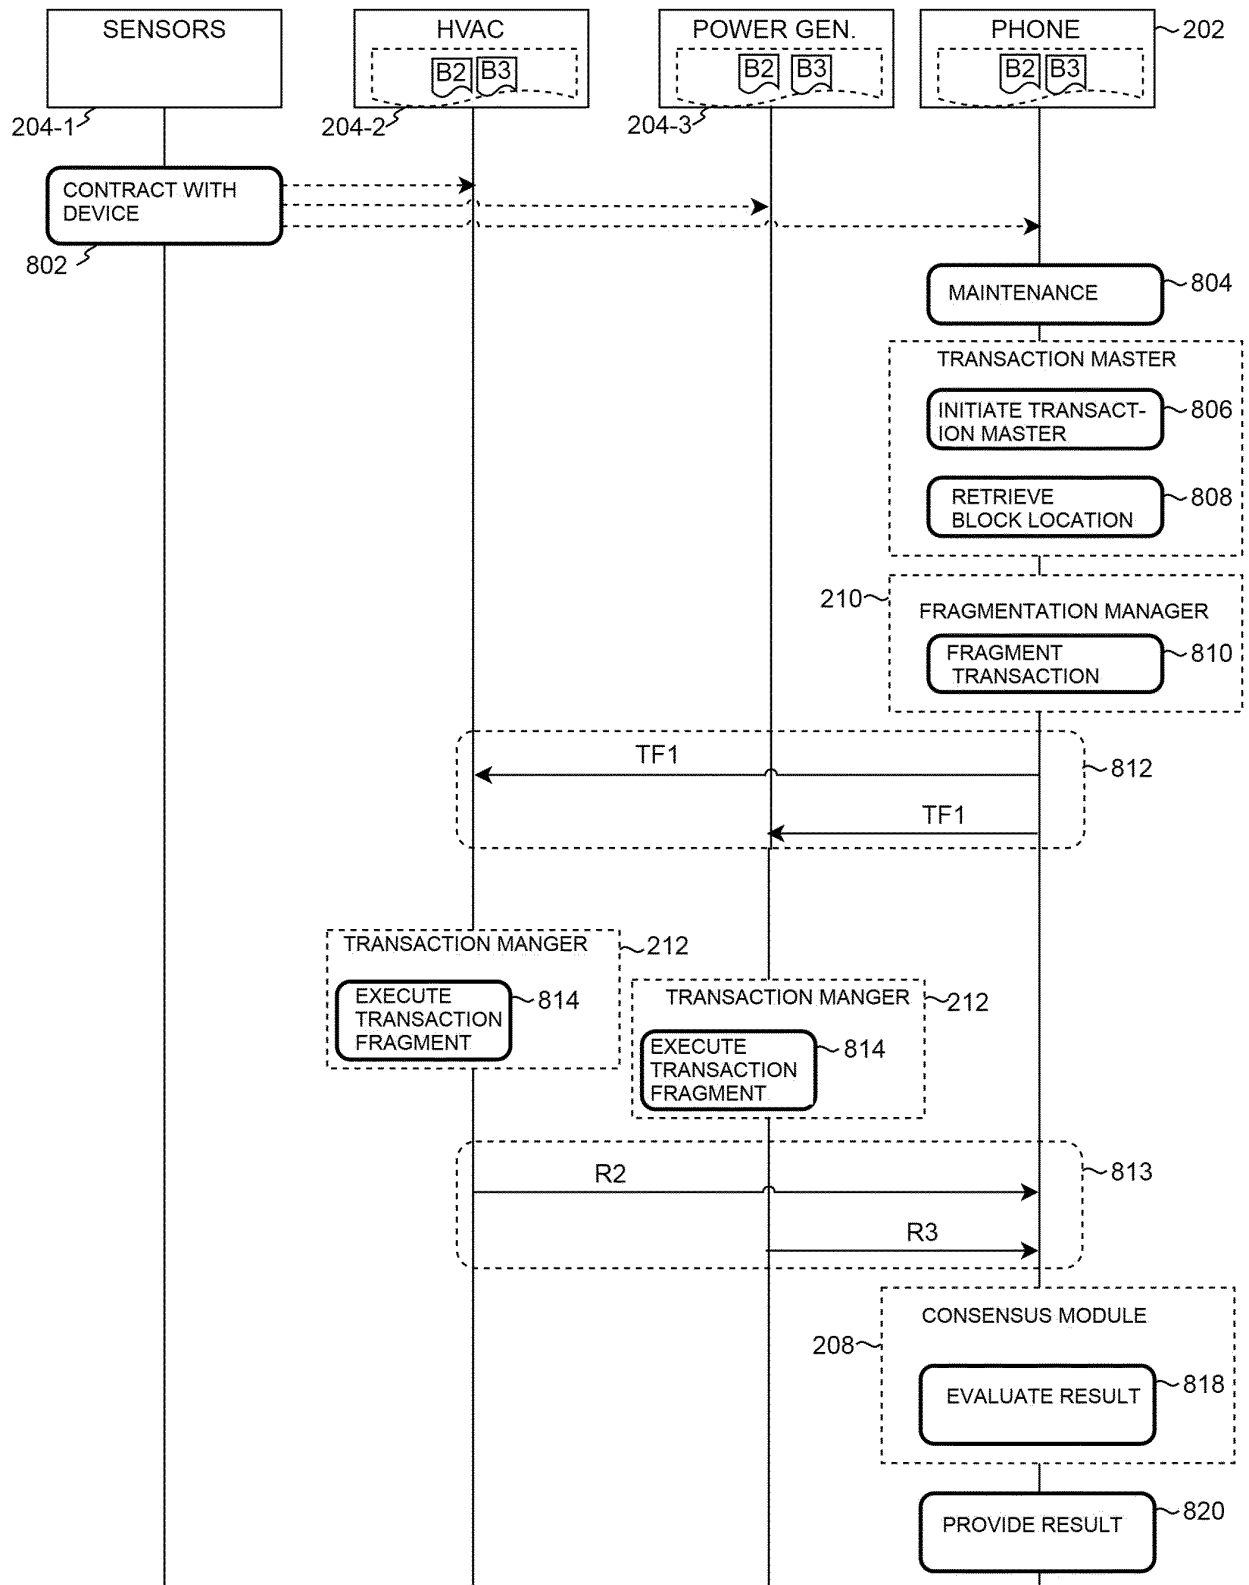 SENSORS
HVAC
POWER GEN.
PHONE
202
B2 B3
B2 B3
B2 B3
204-1
204-2
204-3
CONTRACT WITH
DEVICE
802
MAINTENANCE
804
TRANSACTION MASTER
INITIATE TRANSACT-
ION MASTER
806
RETRIEVE
BLOCK LOCATION
808
210
FRAGMENTATION MANAGER
FRAGMENT
TRANSACTION
810
TF1
812
TF1
TRANSACTION MANGER
212
EXECUTE
TRANSACTION
FRAGMENT
814
TRANSACTION MANGER
212
EXECUTE
TRANSACTION
FRAGMENT
814
R2
813
R3
CONSENSUS MODULE
208
EVALUATE RESULT
818
PROVIDE RESULT
820